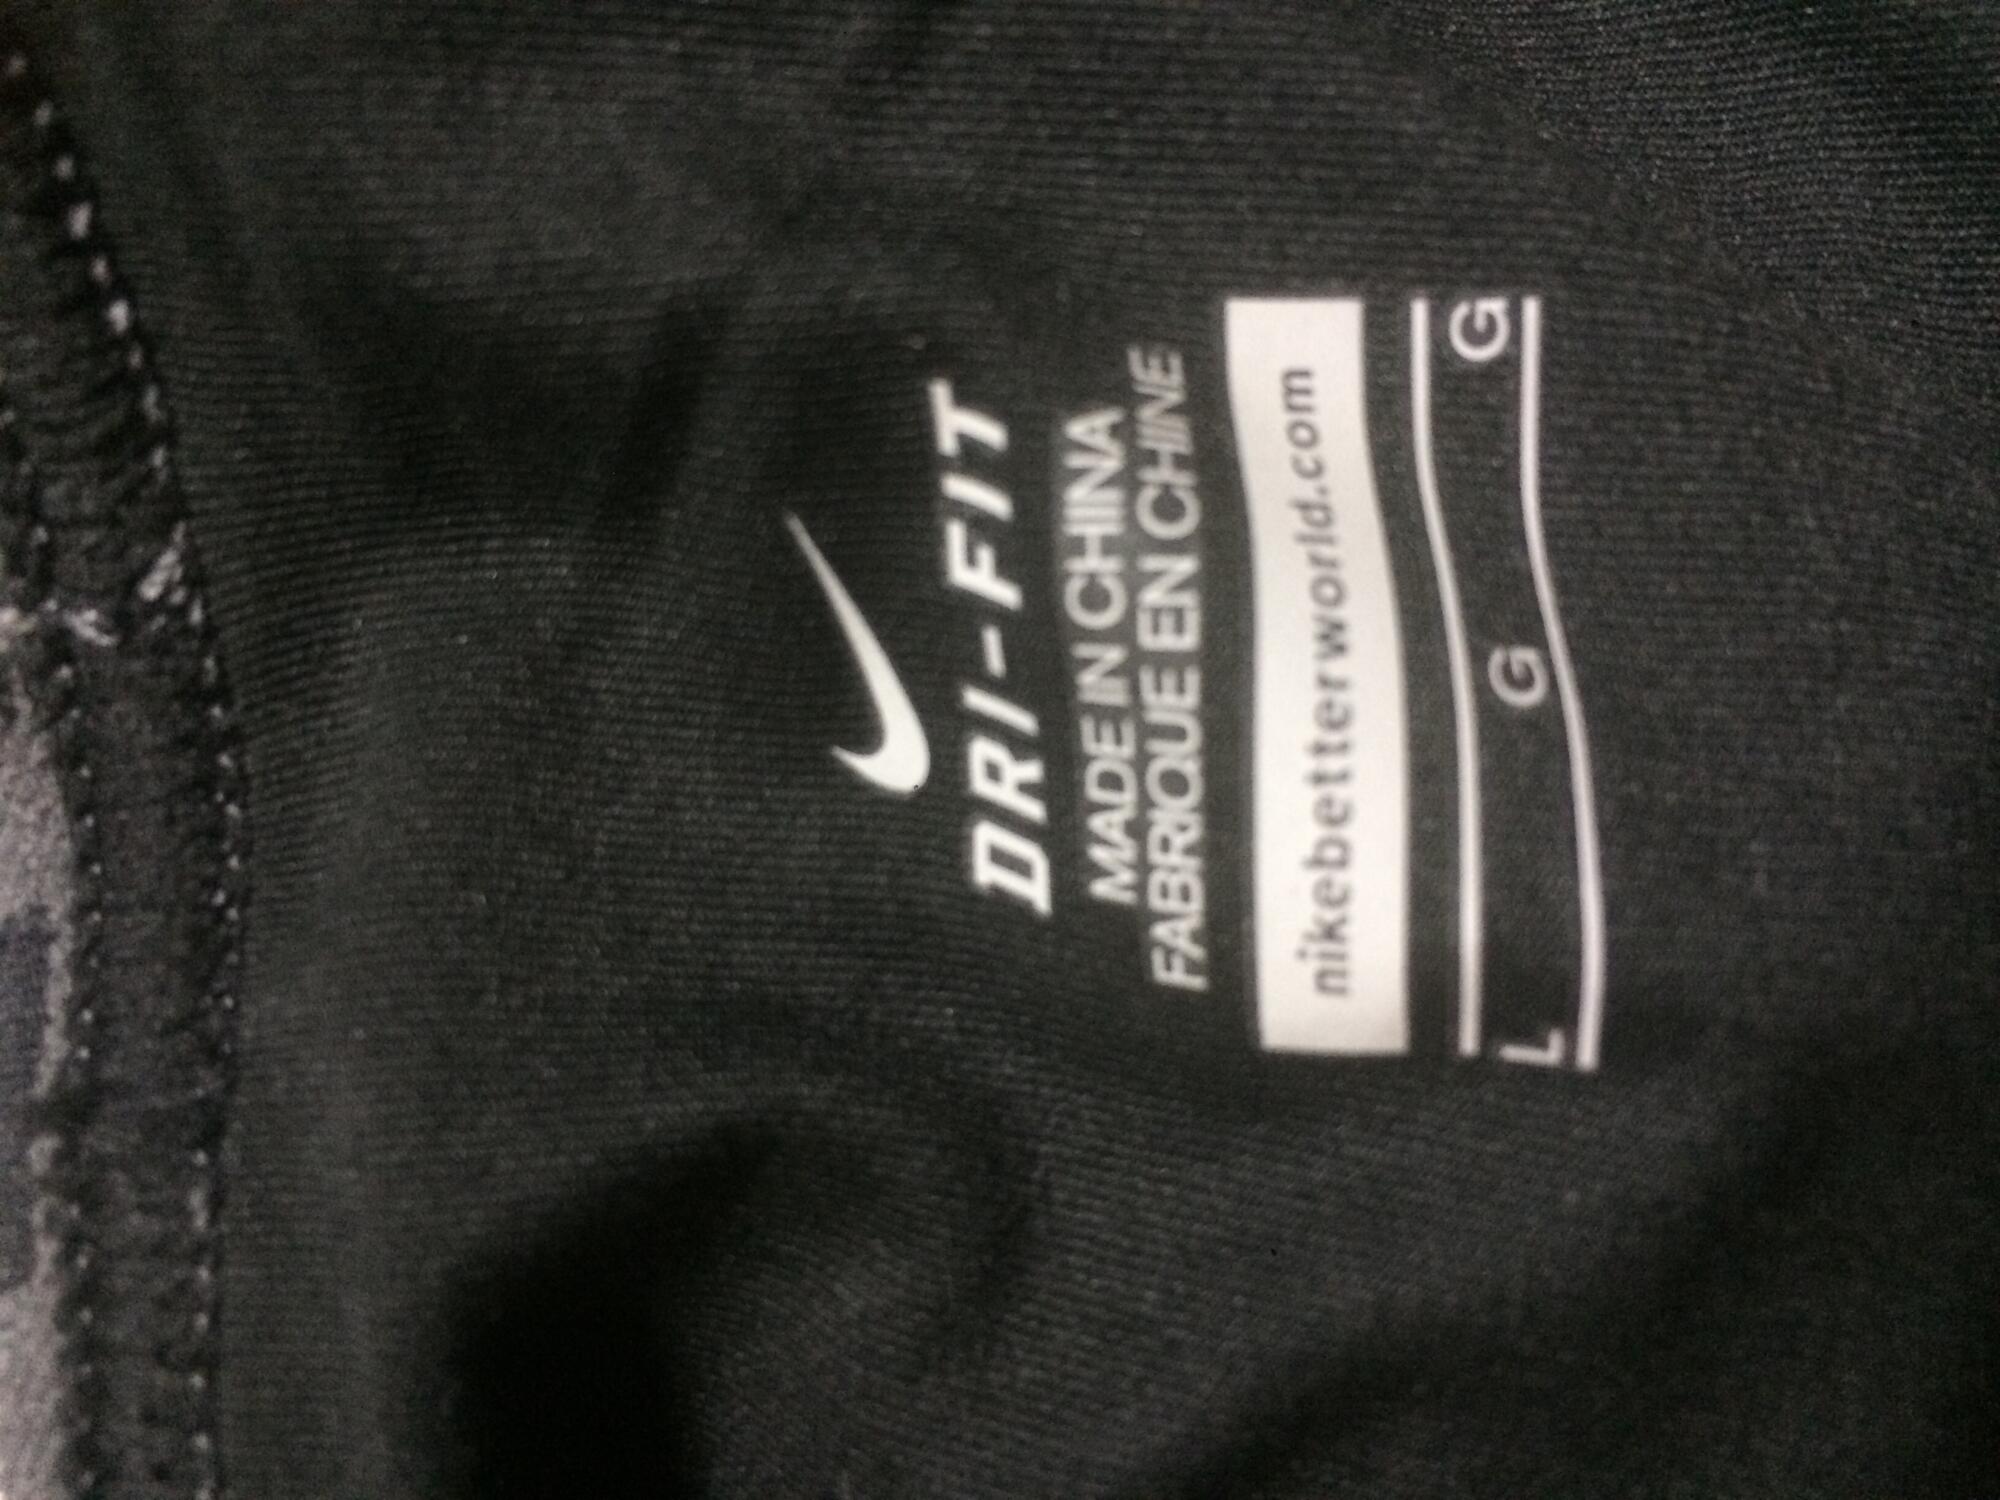 DRI-FIT
MADE IN CHINA
FABRIQUE EN CHINE
nikebetterworld.com
L G G